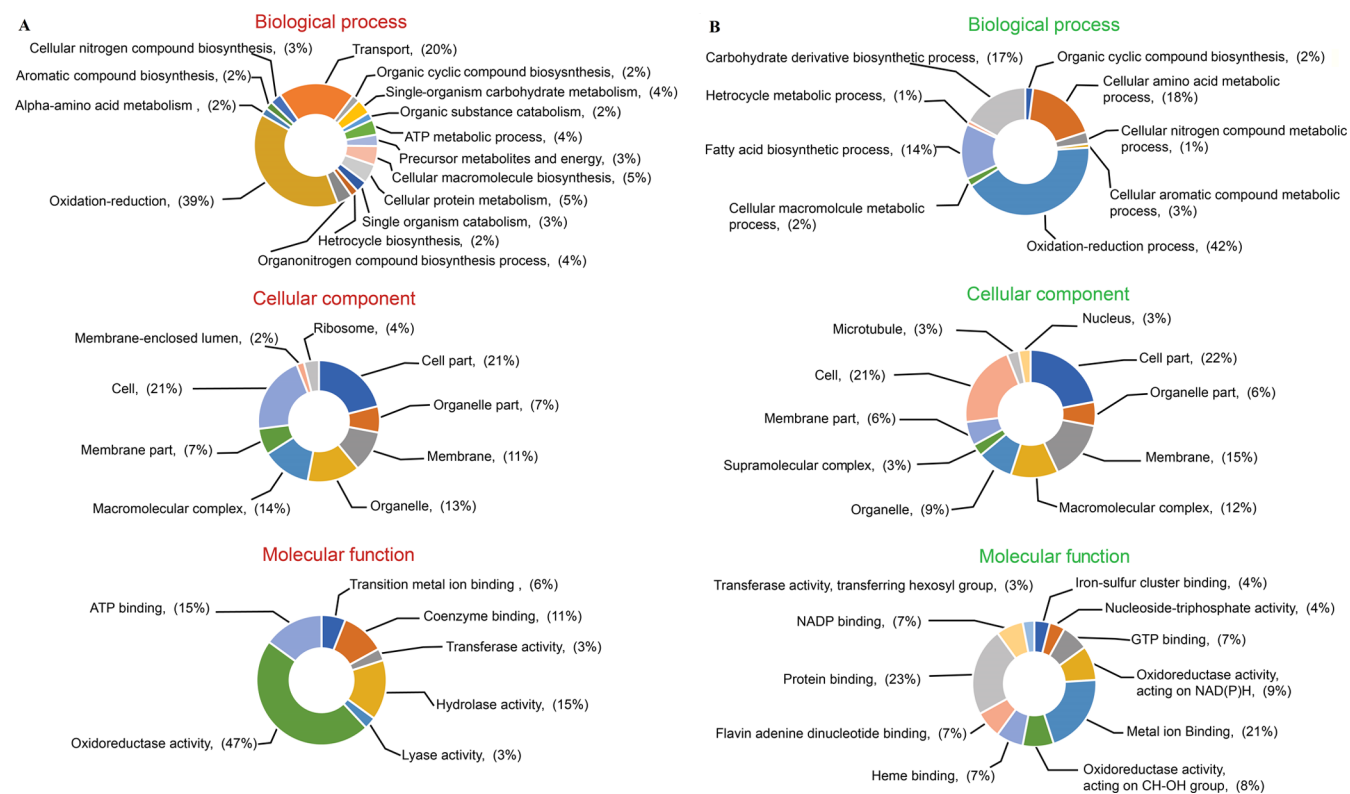 A
Biological process
Cellular nitrogen compound biosynthesis, (3%)
Transport, (20%)
Aromatic compound biosynthesis, (2%)
Organic cyclic compound biosysnthesis, (2%)
Alpha-amino acid metabolism , (2%)
Single-organism carbohydrate metabolism, (4%)
Organic substance catabolism, (2%)
ATP metabolic process, (4%)
Precursor metabolites and energy, (3%)
Cellular macromolecule biosynthesis, (5%)
Oxidation-reduction, (39%)
Cellular protein metabolism, (5%)
Single organism catabolism, (3%)
Hetrocycle biosynthesis, (2%)
Organonitrogen compound biosynthesis process, (4%)
Cellular component
Ribosome, (4%)
Membrane-enclosed lumen, (2%)
Cell part, (21%)
Cell, (21%)
Organelle part, (7%)
Membrane part, (7%)
Membrane, (11%)
Macromolecular complex, (14%)
Organelle, (13%)
Molecular function
Transition metal ion binding , (6%)
ATP binding, (15%)
Coenzyme binding, (11%)
Transferase activity, (3%)
Hydrolase activity, (15%)
Oxidoreductase activity, (47%)
Lyase activity, (3%)
B
Biological process
Carbohydrate derivative biosynthetic process, (17%)
Organic cyclic compound biosynthesis, (2%)
Cellular amino acid metabolic
process, (18%)
Hetrocycle metabolic process, (1%)
Cellular nitrogen compound metabolic
process, (1%)
Fatty acid biosynthetic process, (14%)
Cellular aromatic compound metabolic
process, (3%)
Cellular macromolcule metabolic
process, (2%)
Oxidation-reduction process, (42%)
Cellular component
Nucleus, (3%)
Microtubule, (3%)
Cell part, (22%)
Cell, (21%)
Organelle part, (6%)
Membrane part, (6%)
Membrane, (15%)
Supramolecular complex, (3%)
Organelle, (9%)
Macromolecular complex, (12%)
Molecular function
Transferase activity, transferring hexosyl group, (3%)
Iron-sulfur cluster binding, (4%)
Nucleoside-triphosphate activity, (4%)
NADP binding, (7%)
GTP binding, (7%)
Protein binding, (23%)
Oxidoreductase activity,
acting on NAD(P)H, (9%)
Flavin adenine dinucleotide binding, (7%)
Metal ion Binding, (21%)
Heme binding, (7%)
Oxidoreductase activity,
acting on CH-OH group, (8%)